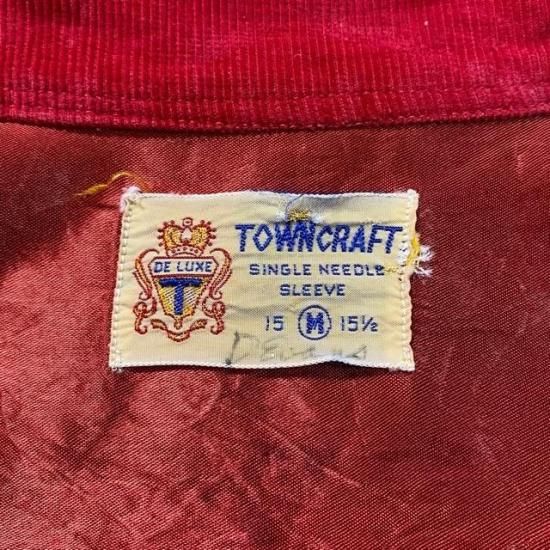 DE LUXE
T
TOWNCRAFT
SINGLE NEEDLE
SLEEVE
15 M 15½